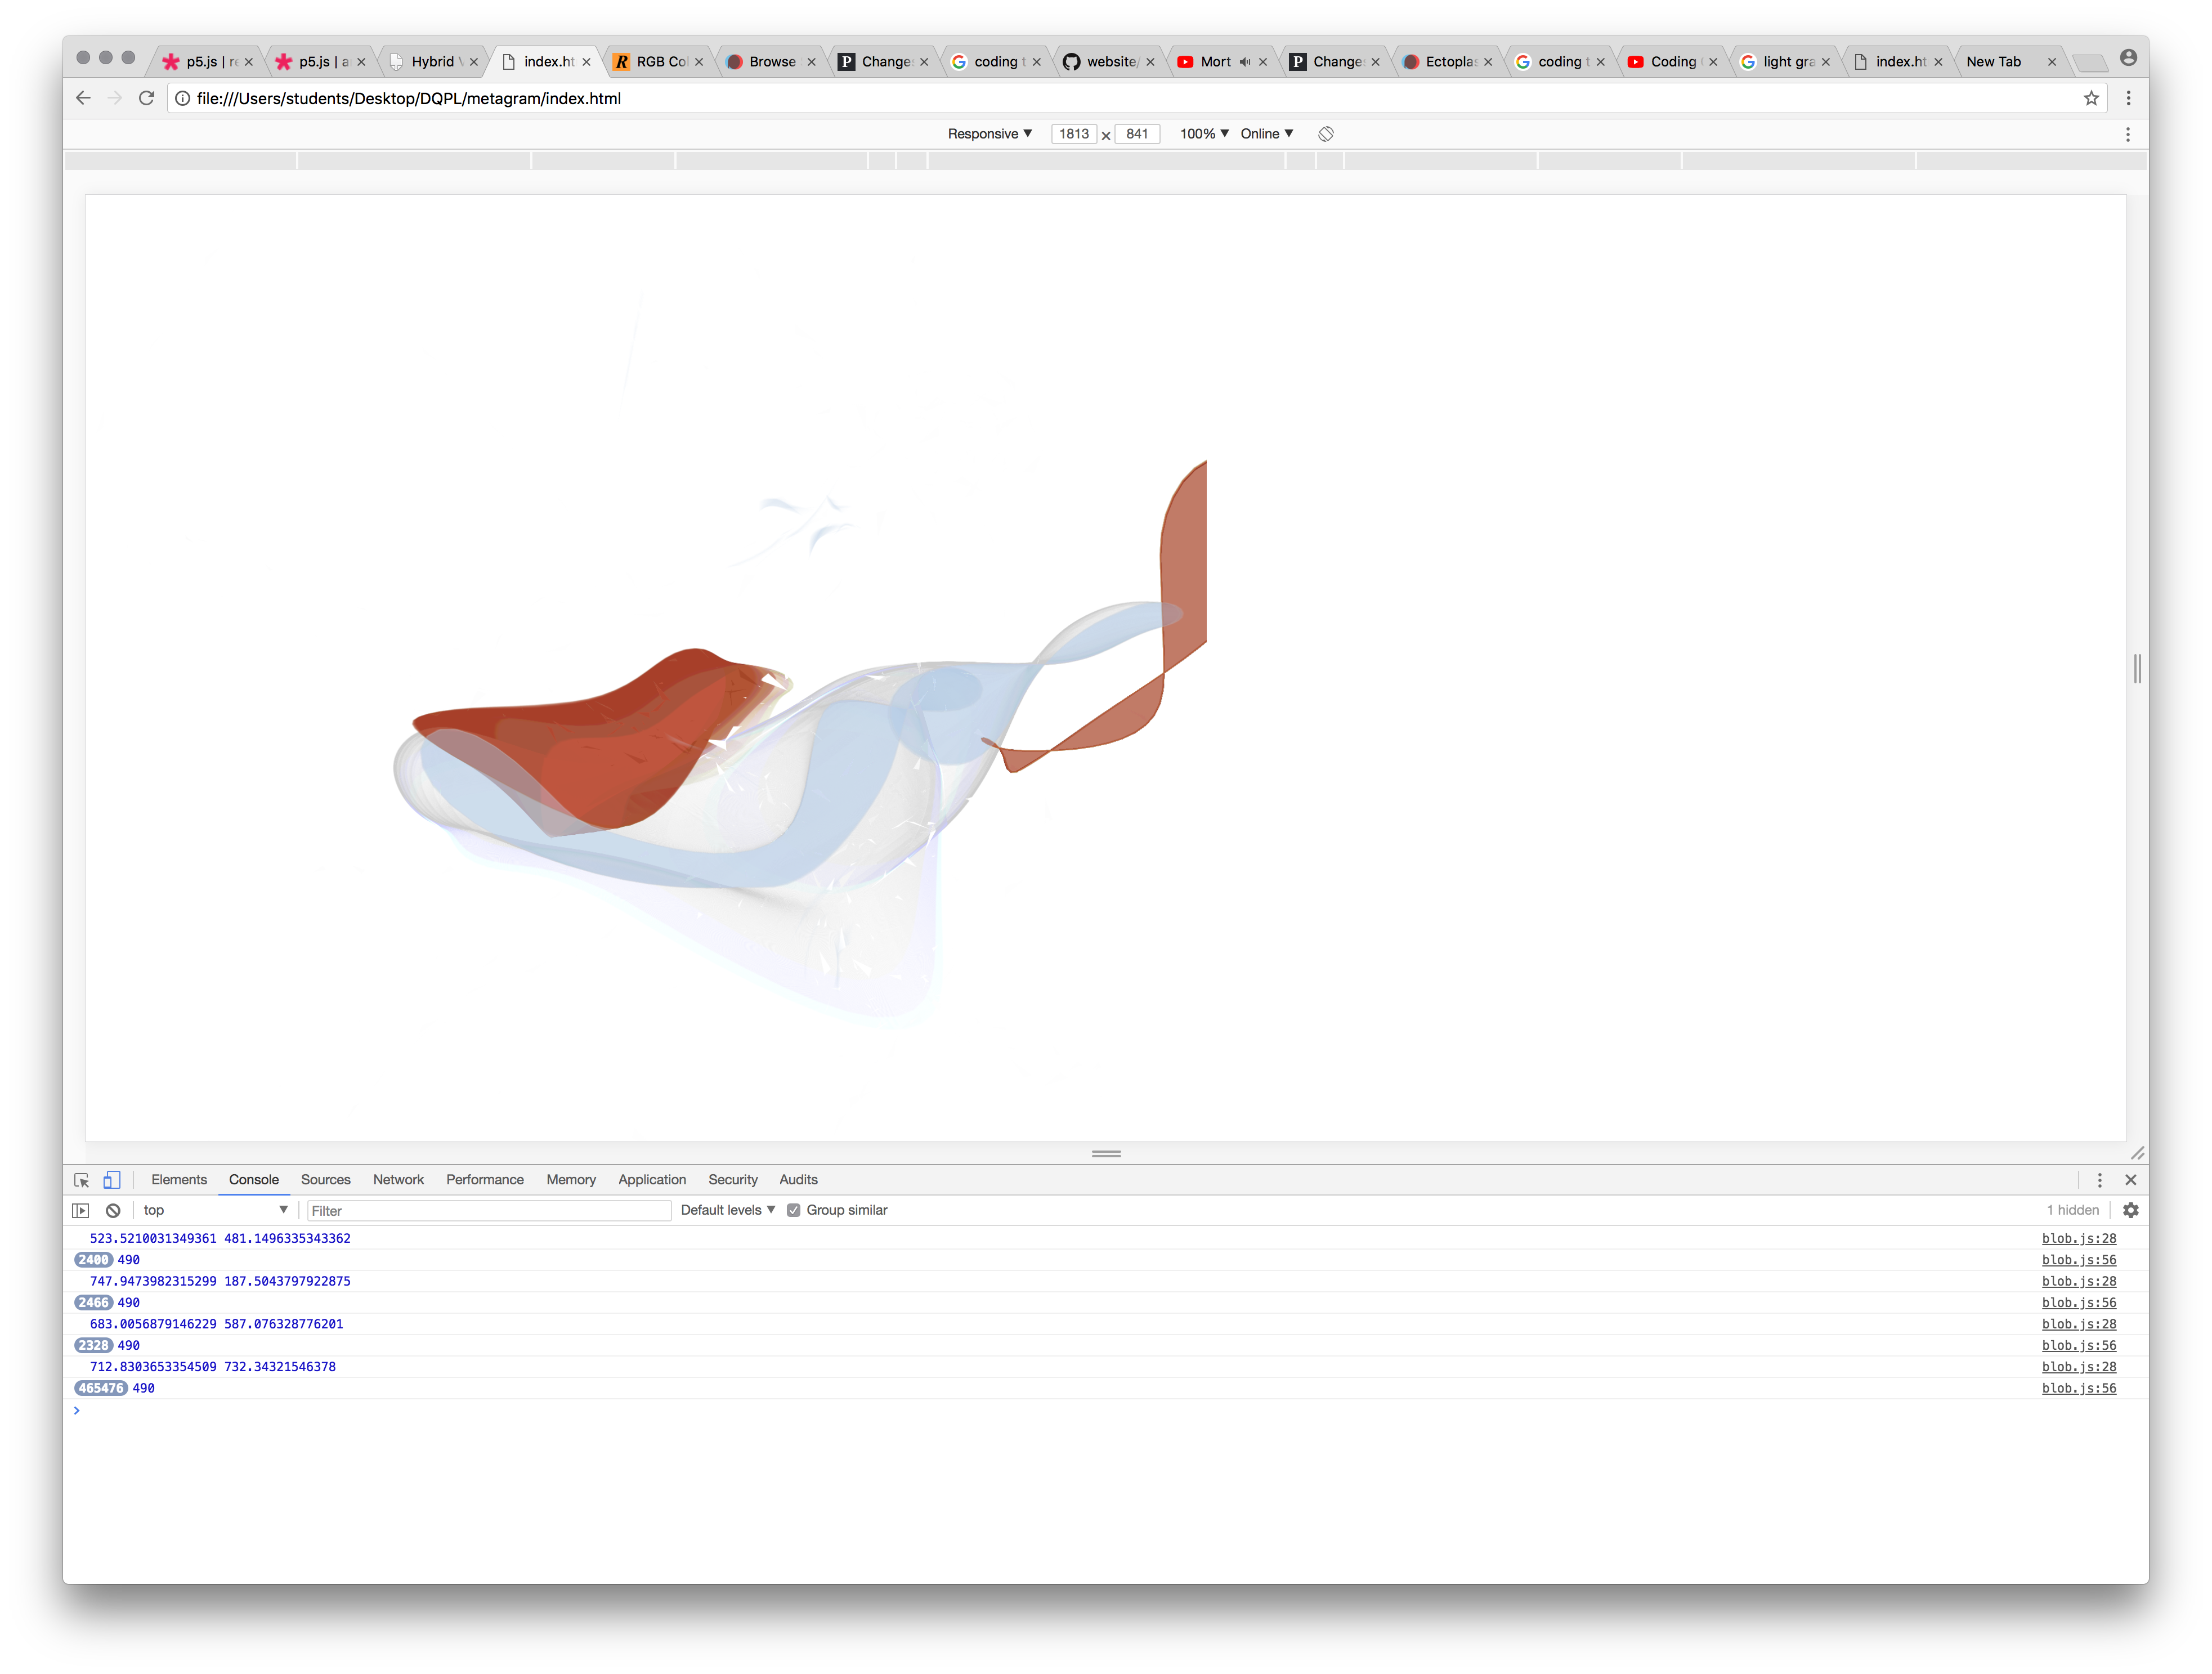 p5.js | re p5.js | a Hybrid V index.ht RGB Col Browse Change: coding t website/ Mort Change: Ectoplas coding t Coding light gra index.ht New Tab
file:///Users/students/Desktop/DQPL/metagram/index.html
Responsive 1813 × 841 100% Online
Elements Console Sources Network Performance Memory Application Security Audits
top Filter Default levels Group similar 1 hidden
523.5210031349361 481.1496335343362 blob.js:28
2400 490 blob.js:56
747.9473982315299 187.5043797922875 blob.js:28
2466 490 blob.js:56
683.0056879146229 587.076328776201 blob.js:28
2328 490 blob.js:56
712.8303653354509 732.34321546378 blob.js:28
465476 490 blob.js:56